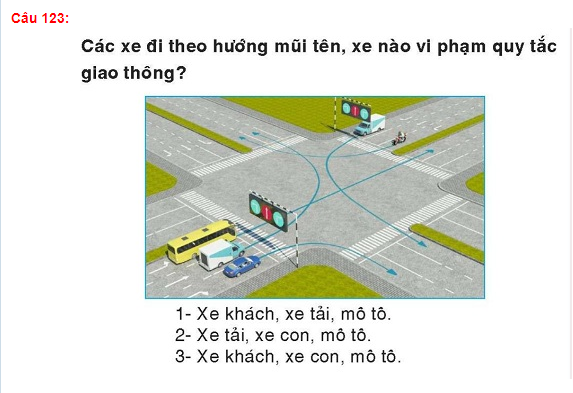 Câu 123:
Các xe đi theo hướng mũi tên, xe nào vi phạm quy tắc
giao thông?
1- Xe khách, xe tải, mô tô.
2- Xe tải, xe con, mô tô.
3- Xe khách, xe con, mô tô.